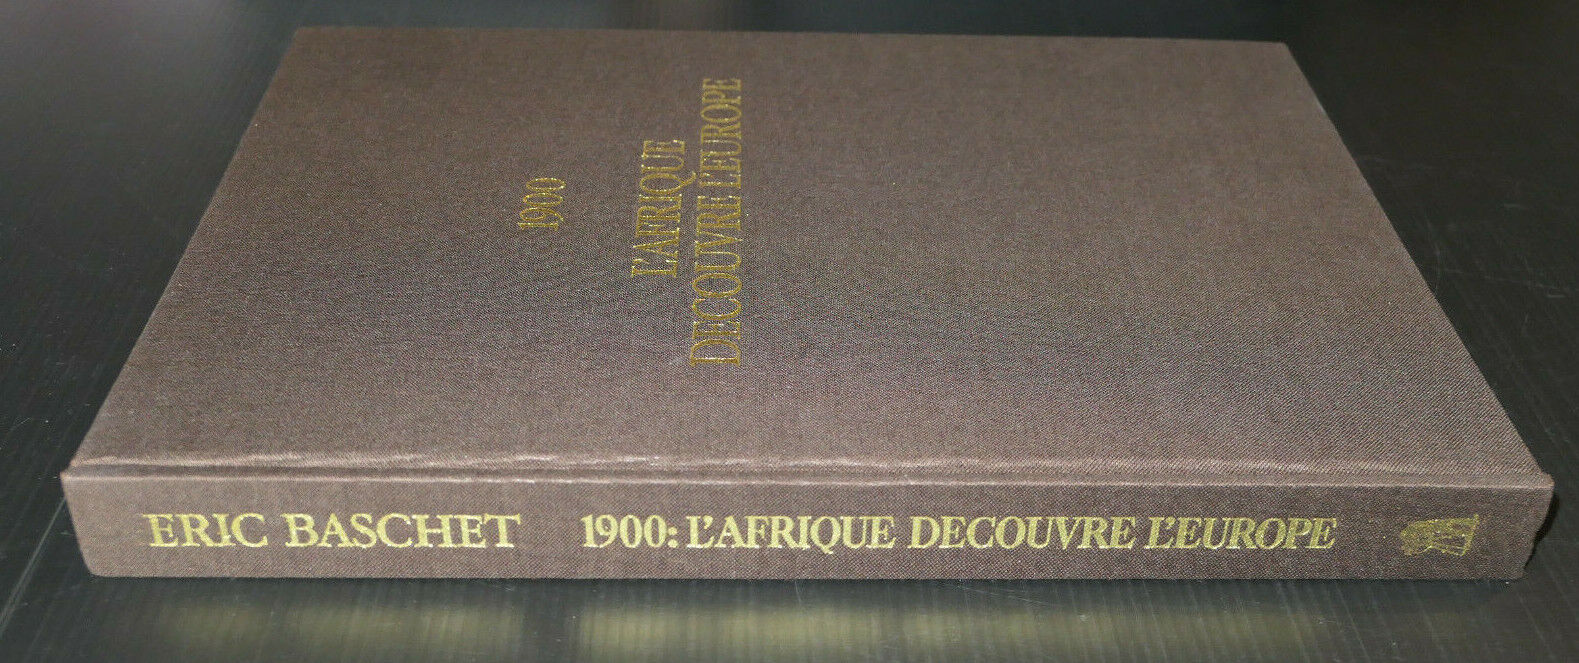 1900
L'AFRIQUE
DECOUVRE L'EUROPE
ERIC BASCHET 1900: L'AFRIQUE DECOUVRE L'EUROPE